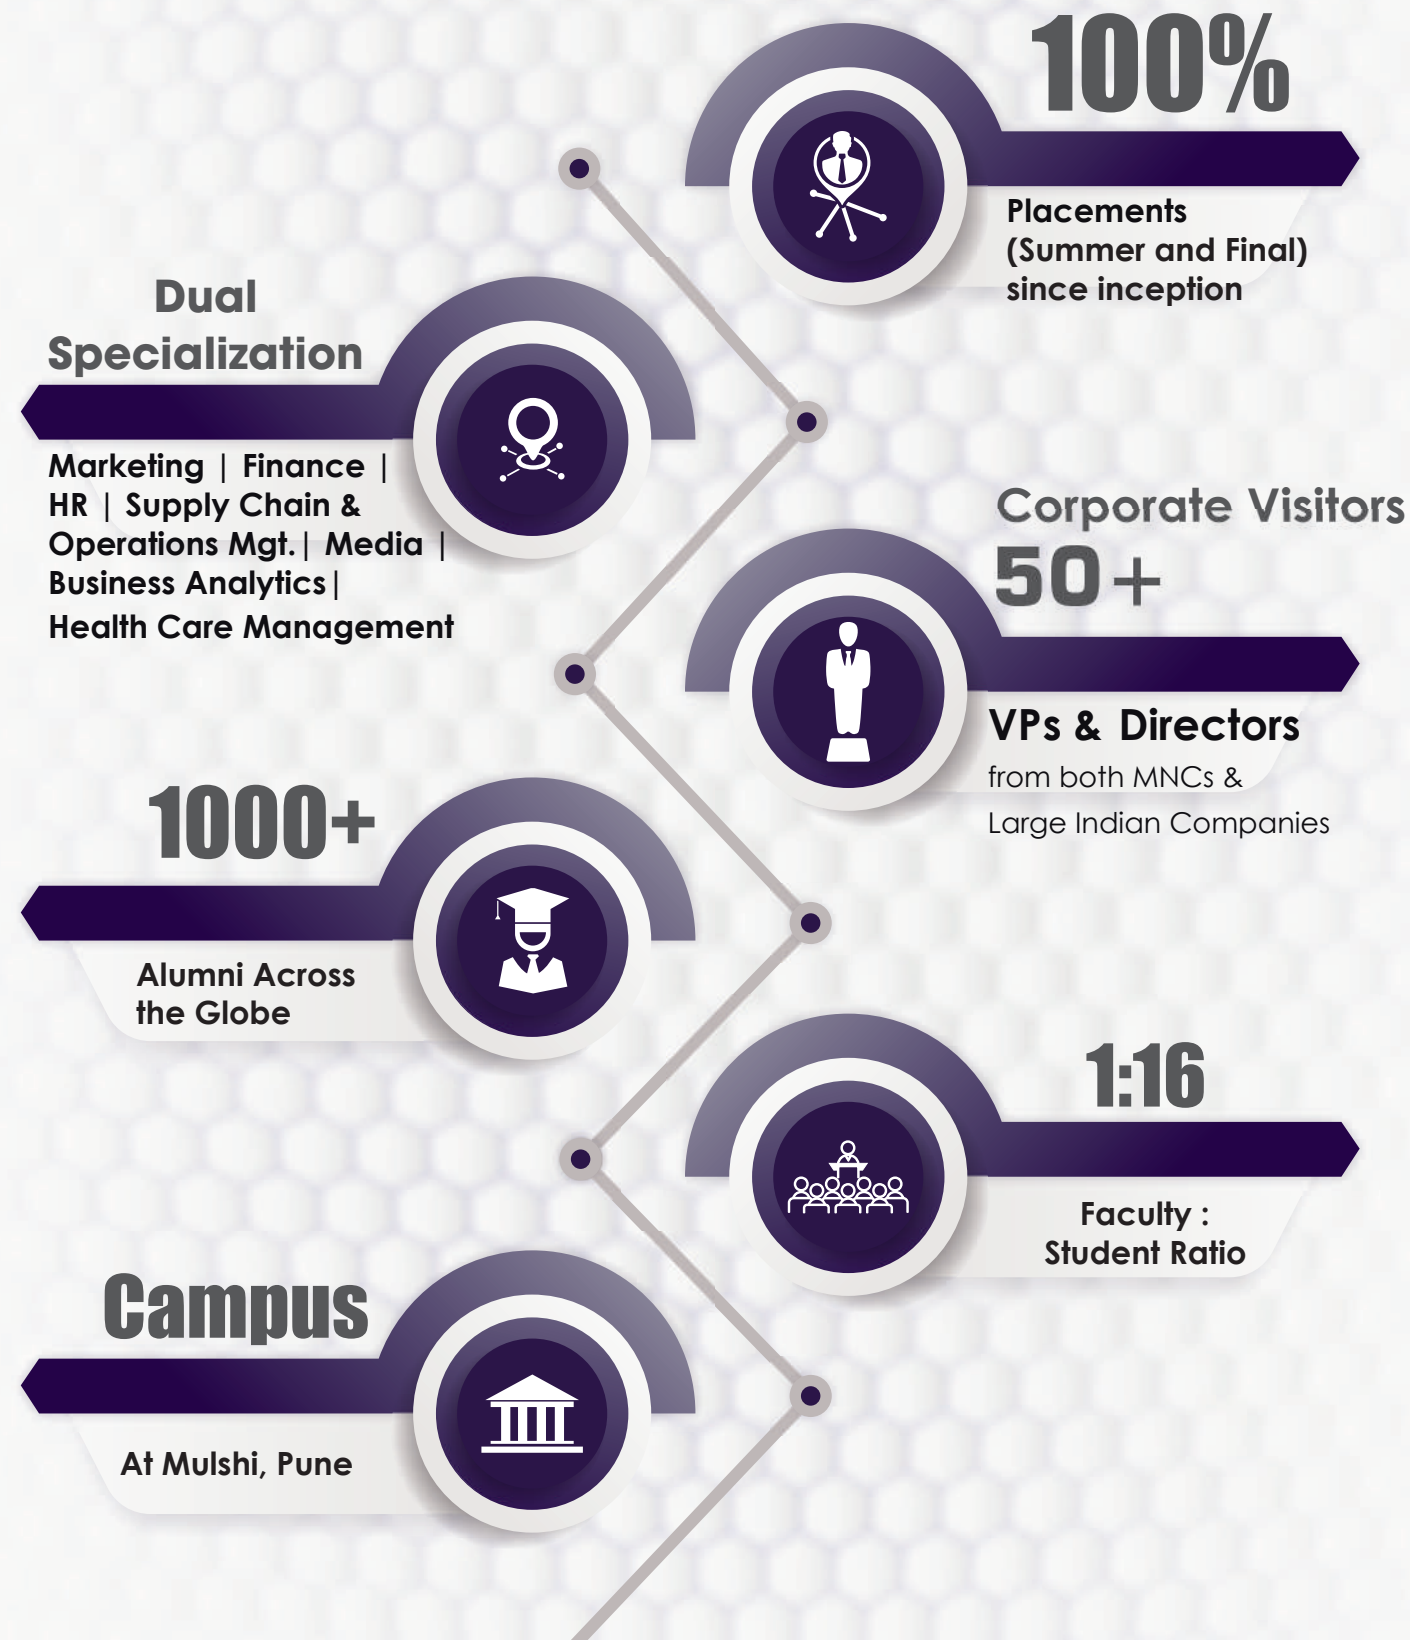 100%
Placements
(Summer and Final)
since inception
Dual
Specialization
Marketing | Finance |
HR | Supply Chain &
Operations Mgt.| Media |
Business Analytics|
Health Care Management
Corporate Visitors
50+
VPs & Directors
from both MNCs &
Large Indian Companies
1000+
Alumni Across
the Globe
1:16
Faculty :
Student Ratio
Campus
At Mulshi, Pune